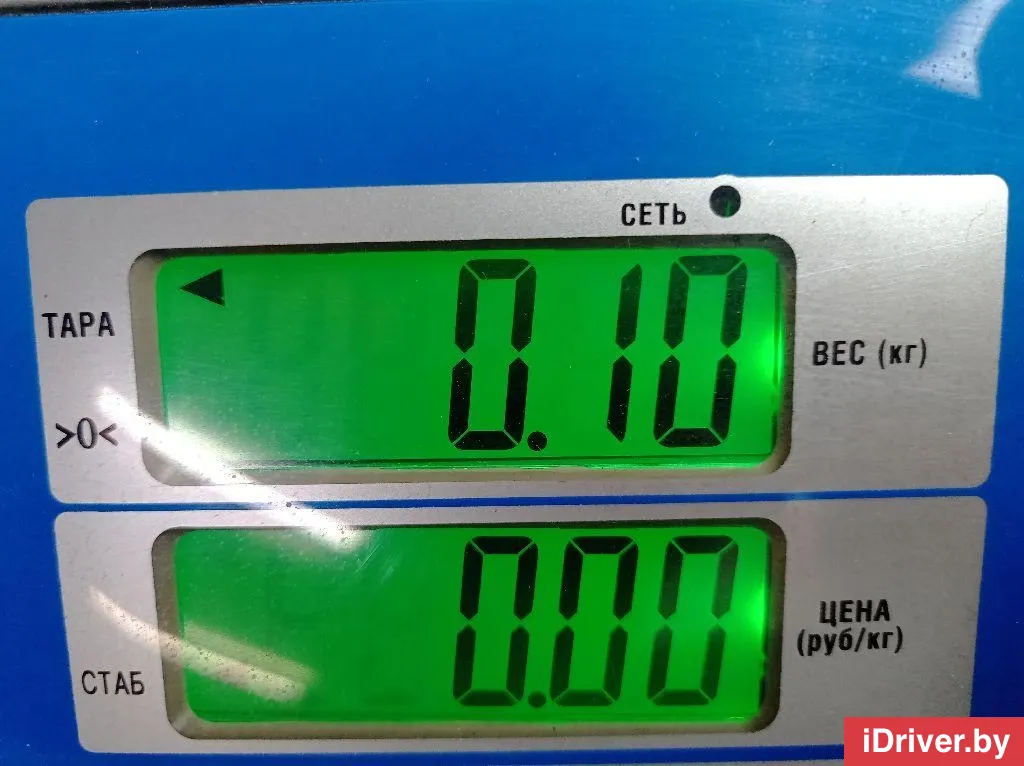 СЕТЬ
ТАРА
0.10
ВЕС (кг)
>0<
0.00
ЦЕНА
(руб/кг)
СТАБ
iDriver.by